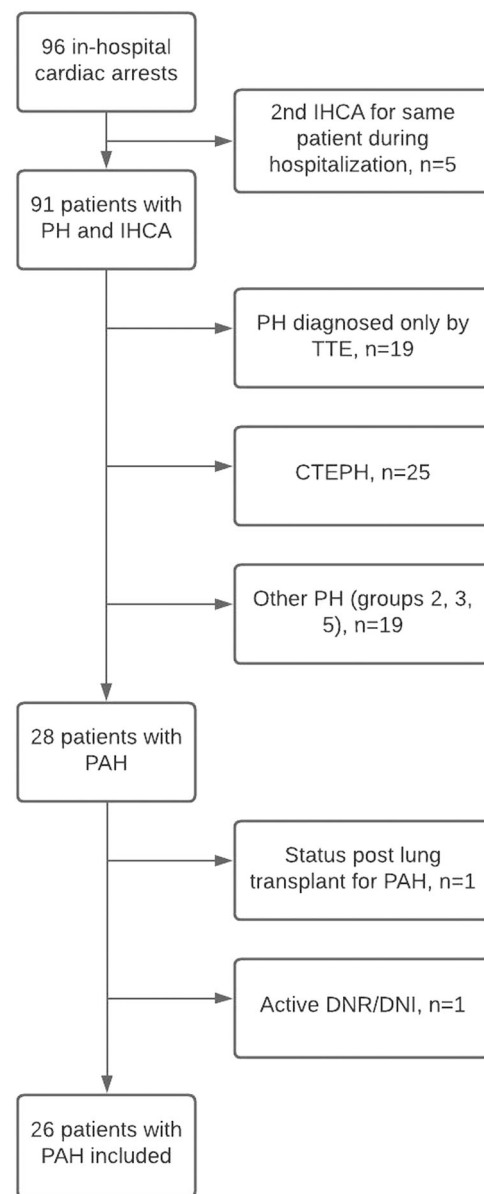 96 in-hospital
cardiac arrests
2nd IHCA for same
patient during
hospitalization, n=5
91 patients with
PH and IHCA
PH diagnosed only by
TTE, n=19
CTEPH, n=25
Other PH (groups 2, 3,
5), n=19
28 patients with
PAH
Status post lung
transplant for PAH, n=1
Active DNR/DNI, n=1
26 patients with
PAH included